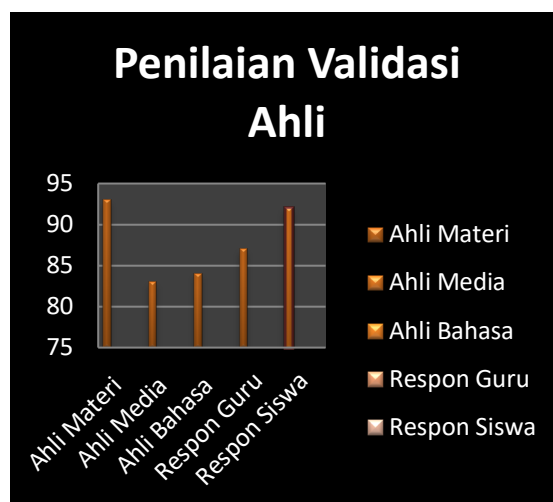 Penilaian Validasi
Ahli
95
90
85
80
75
Ahli Materi
Ahli Media
Ahli Bahasa
Respon Guru
Respon Siswa
Ahli Materi
Ahli Media
Ahli Bahasa
Respon Guru
Respon Siswa